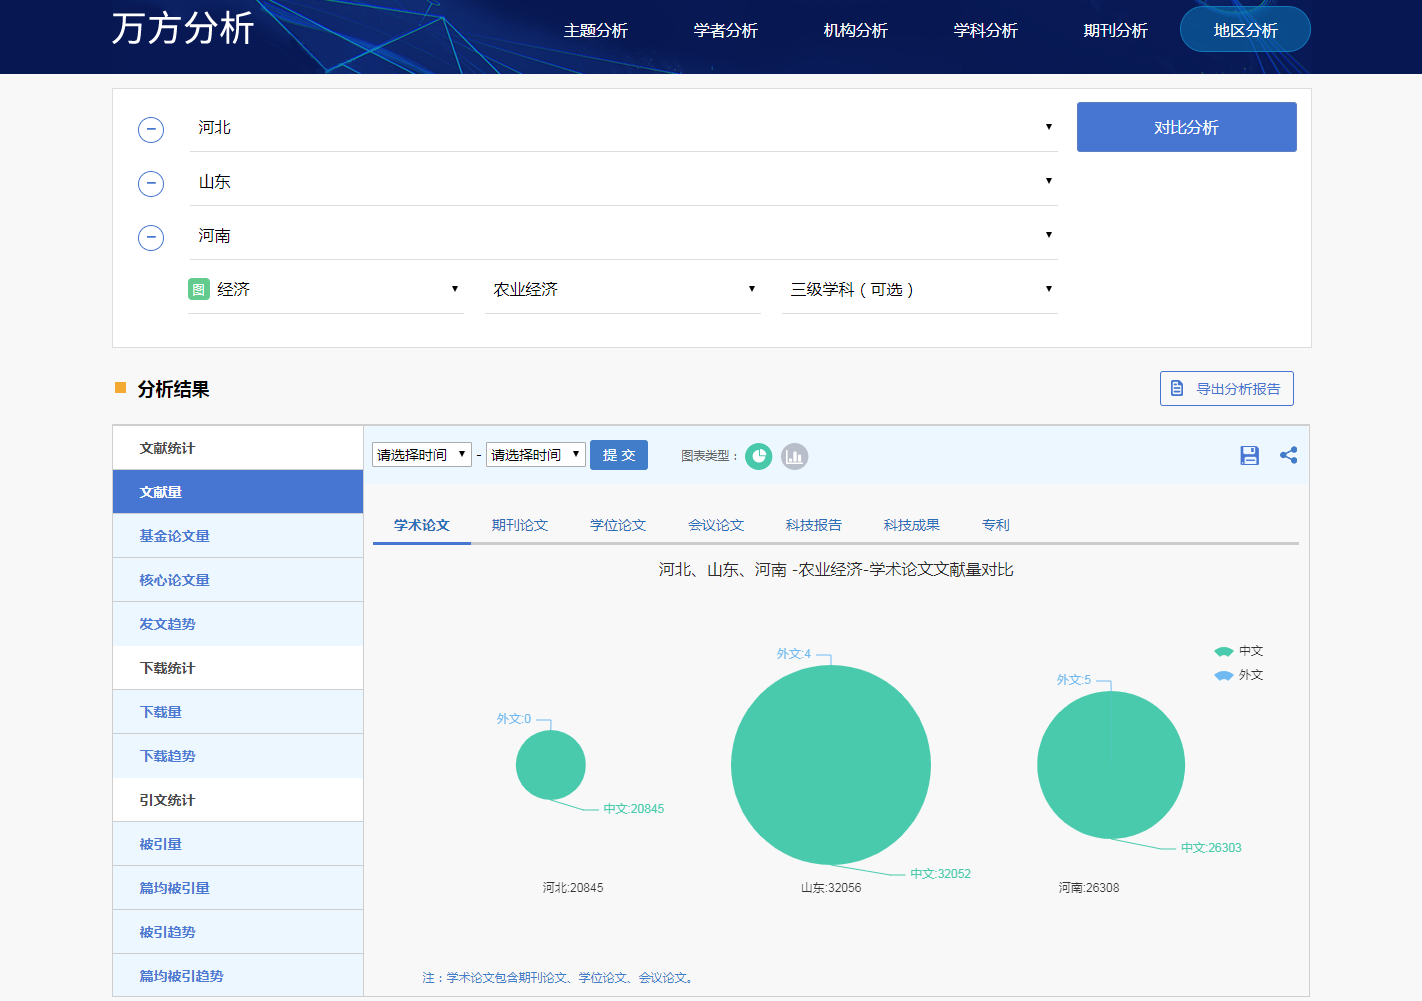 万方分析
主题分析 学者分析 机构分析 学科分析 期刊分析 地区分析
河北
对比分析
山东
河南
图 经济 农业经济 三级学科（可选）
分析结果
导出分析报告
文献统计
文献量
基金论文量
核心论文量
发文趋势
下载统计
下载量
下载趋势
引文统计
被引量
篇均被引量
被引趋势
篇均被引趋势
请选择时间 - 请选择时间 提 交 图表类型：
学术论文 期刊论文 学位论文 会议论文 科技报告 科技成果 专利
河北、山东、河南 -农业经济-学术论文文献量对比
中文
外文
外文:0
中文:20845
河北:20845
外文:4
中文:32052
山东:32056
外文:5
中文:26303
河南:26308
注：学术论文包含期刊论文、学位论文、会议论文。